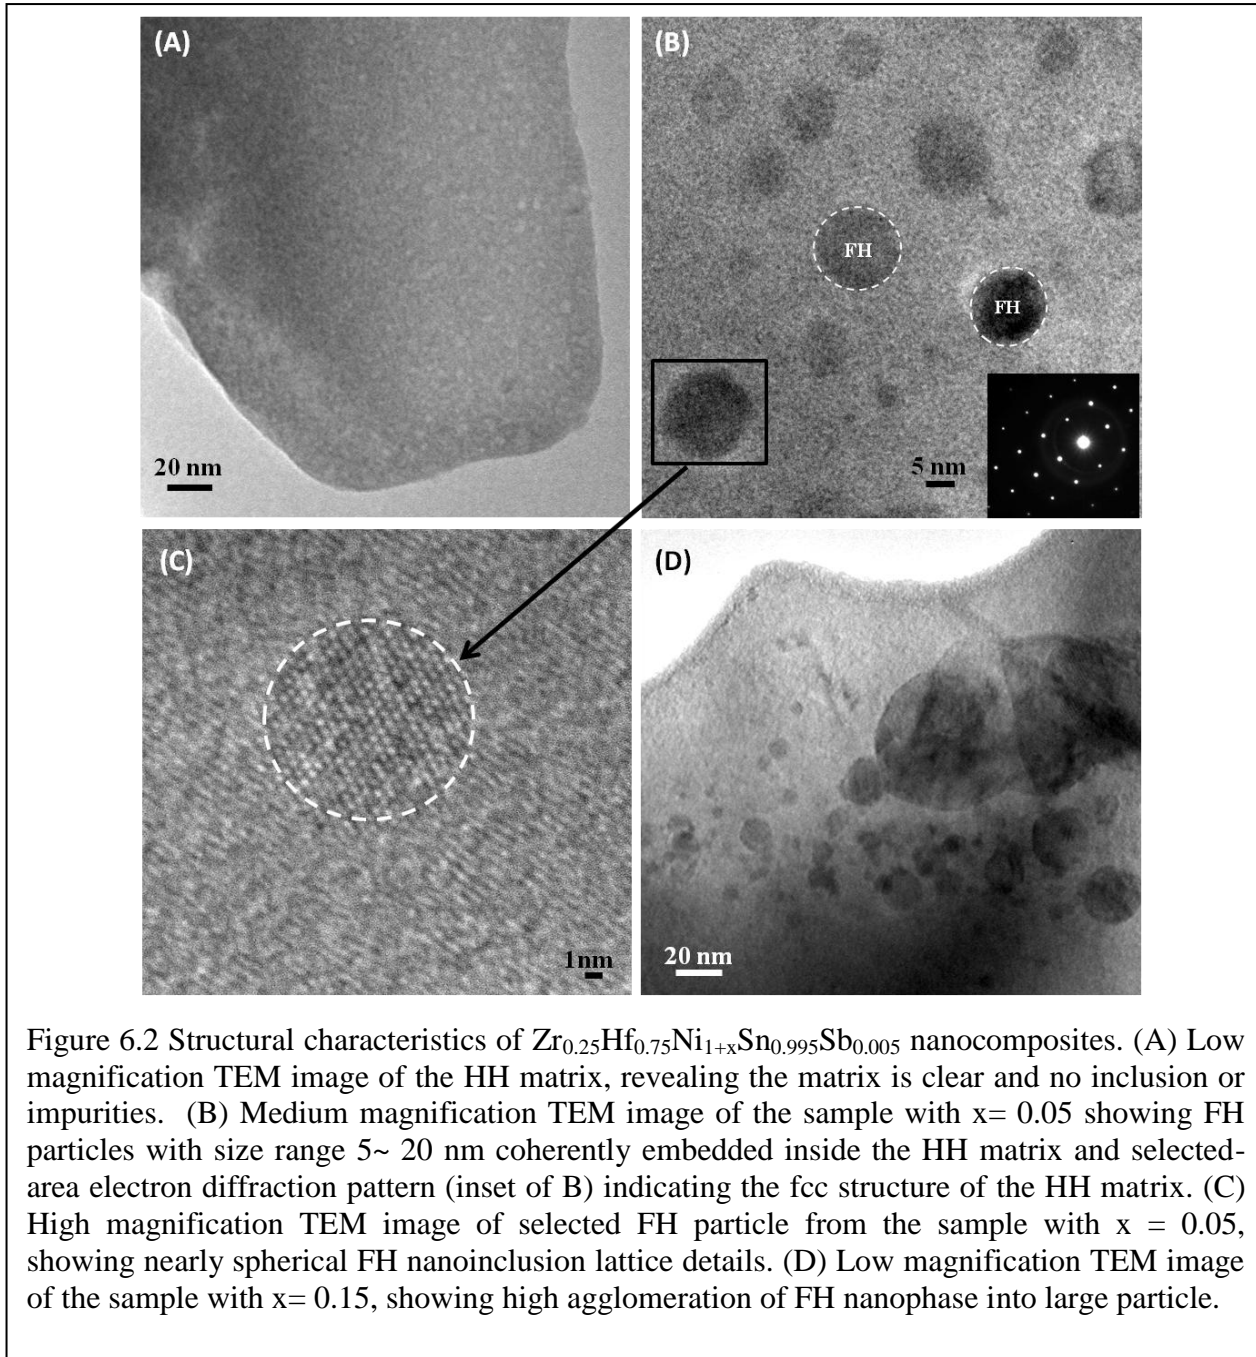 (A)
(B)
FH
FH
20 nm
5 nm
(C)
(D)
1nm
20 nm
Figure 6.2 Structural characteristics of Zr0.25Hf0.75Ni1+xSn0.995Sb0.005 nanocomposites. (A) Low
magnification TEM image of the HH matrix, revealing the matrix is clear and no inclusion or
impurities. (B) Medium magnification TEM image of the sample with x= 0.05 showing FH
particles with size range 5~ 20 nm coherently embedded inside the HH matrix and selected-
area electron diffraction pattern (inset of B) indicating the fcc structure of the HH matrix. (C)
High magnification TEM image of selected FH particle from the sample with x = 0.05,
showing nearly spherical FH nanoinclusion lattice details. (D) Low magnification TEM image
of the sample with x= 0.15, showing high agglomeration of FH nanophase into large particle.